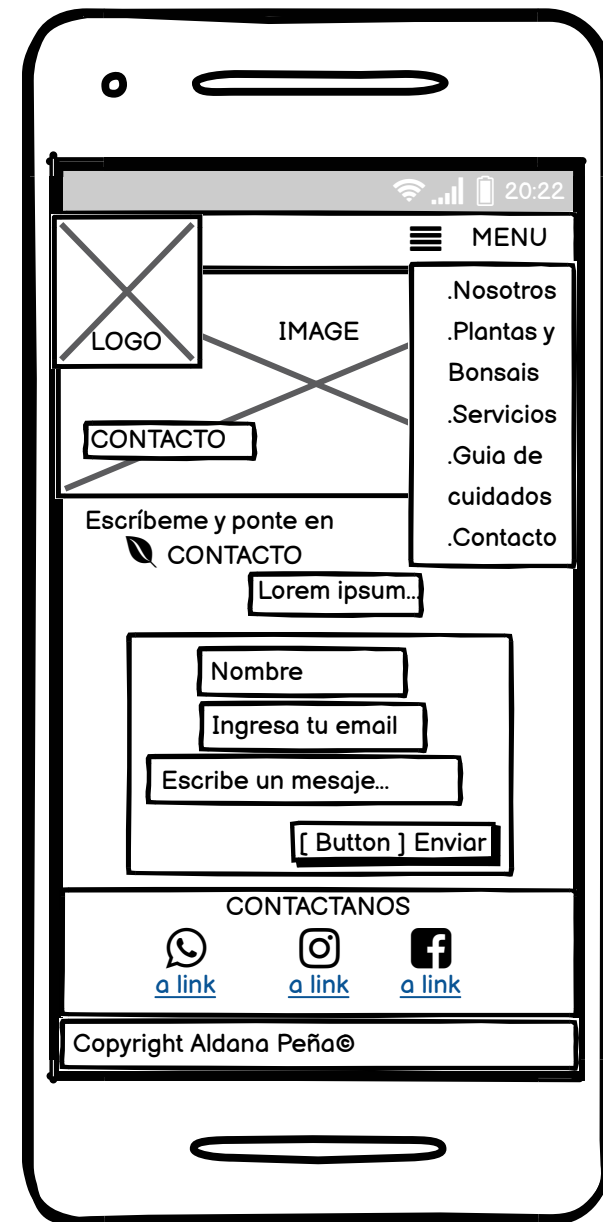 20:22
MENU
LOGO
IMAGE
CONTACTO
.Nosotros
.Plantas y
Bonsais
.Servicios
.Guia de
cuidados
.Contacto
Escríbeme y ponte en
CONTACTO
Lorem ipsum...
Nombre
Ingresa tu email
Escribe un mesaje...
[ Button ] Enviar
CONTACTANOS
a link a link a link
Copyright Aldana Peña©